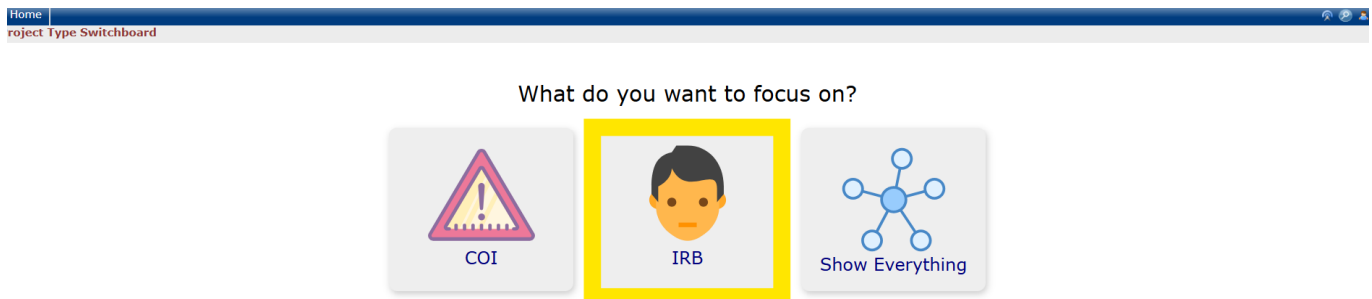 Home
roject Type Switchboard
What do you want to focus on?
COI
IRB
Show Everything